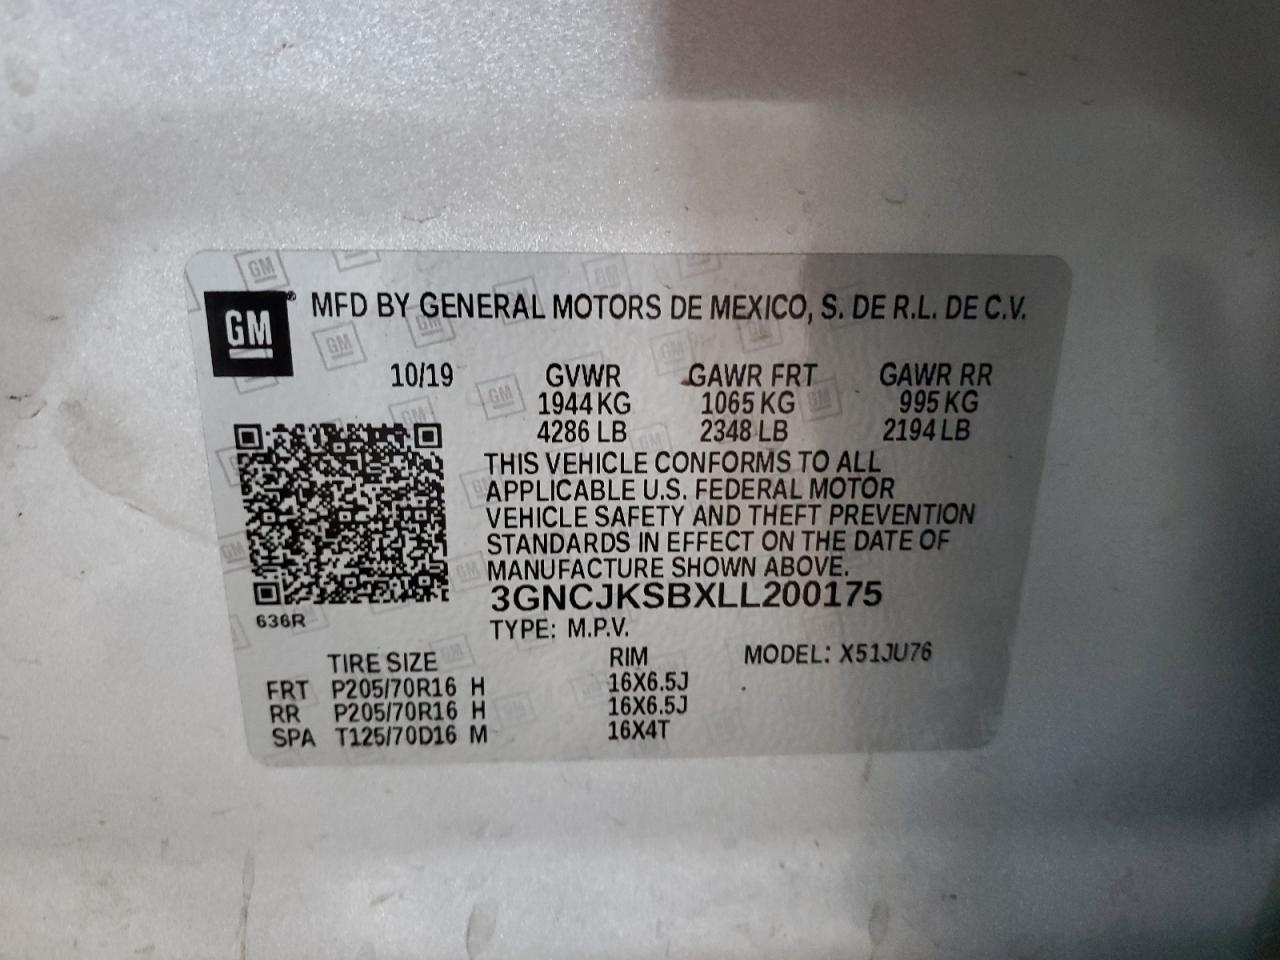 GM® MFD BY GENERAL MOTORS DE MEXICO, S. DE R.L. DE C.V.
10/19 GVWR GAWR FRT GAWR RR
1944 KG 1065 KG 995 KG
4286 LB 2348 LB 2194 LB
THIS VEHICLE CONFORMS TO ALL
APPLICABLE U.S. FEDERAL MOTOR
VEHICLE SAFETY AND THEFT PREVENTION
STANDARDS IN EFFECT ON THE DATE OF
MANUFACTURE SHOWN ABOVE.
3GNCJKSBXLL200175
636R
TYPE: M.P.V.
TIRE SIZE RIM MODEL: X51JU76
FRT P205/70R16 H 16X6.5J
RR P205/70R16 H 16X6.5J
SPA T125/70D16 M 16X4T